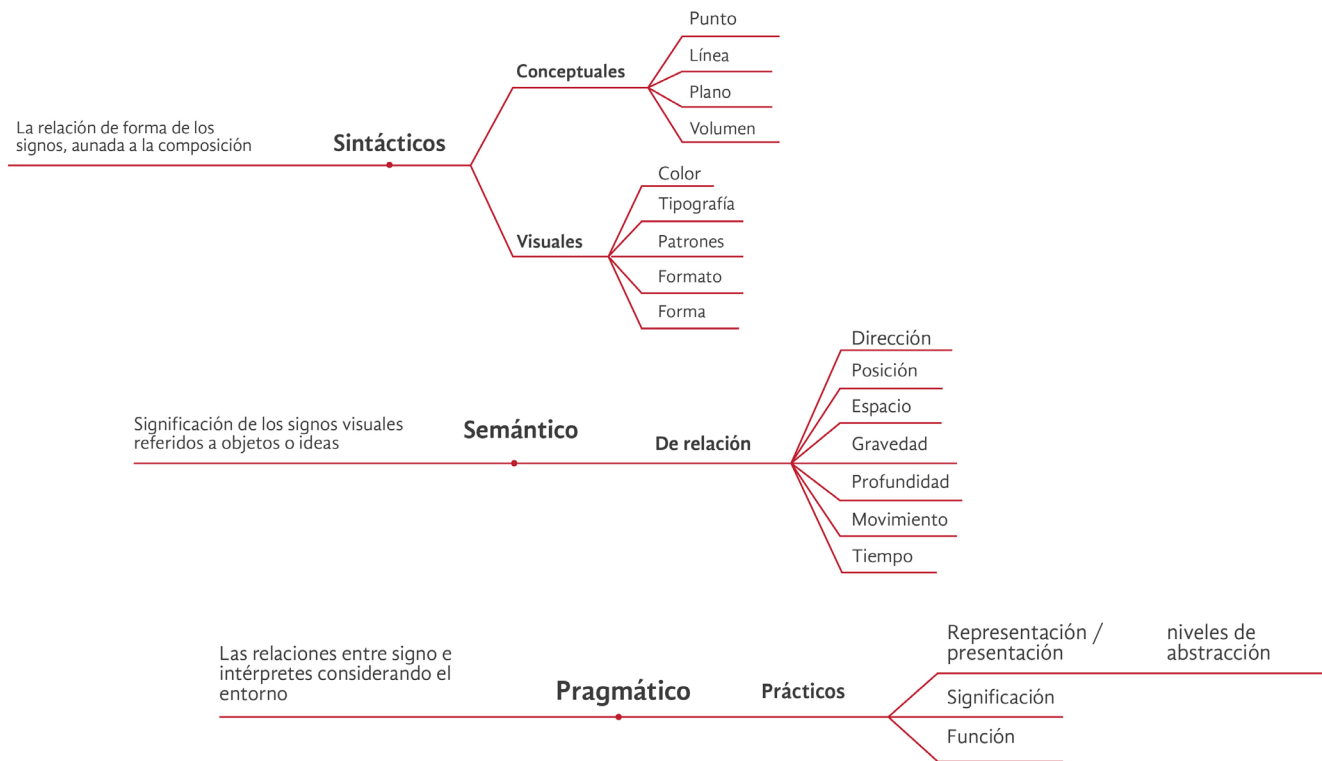 La relación de forma de los
signos, aunada a la composición
Sintácticos
Conceptuales
Punto
Línea
Plano
Volumen
Visuales
Color
Tipografía
Patrones
Formato
Forma
Significación de los signos visuales
referidos a objetos o ideas
Semántico
De relación
Dirección
Posición
Espacio
Gravedad
Profundidad
Movimiento
Tiempo
Las relaciones entre signo e
intérpretes considerando el
entorno
Pragmático
Prácticos
Representación /
presentación
niveles de
abstracción
Significación
Función